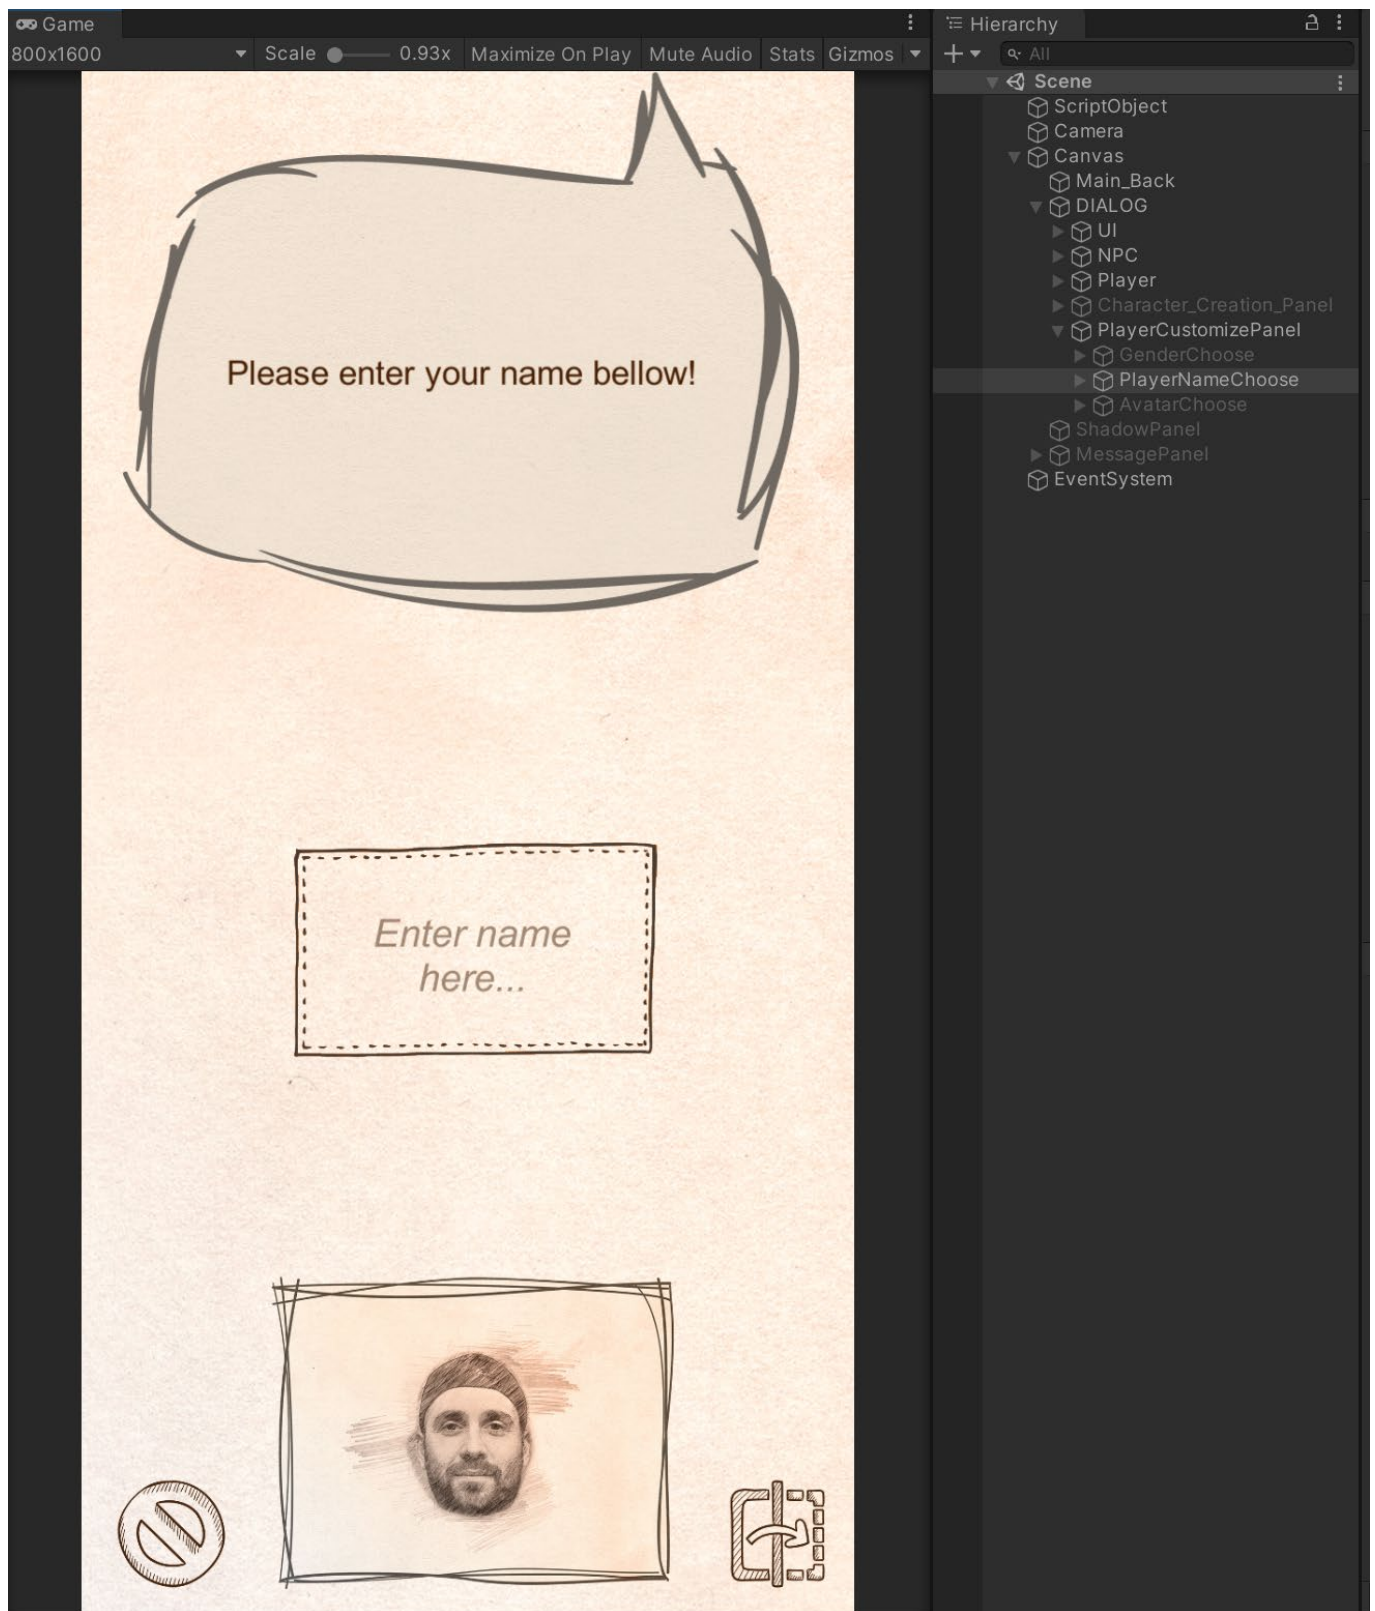 Game
Hierarchy
800x1600 Scale 0.93x Maximize On Play Mute Audio Stats Gizmos
All
Scene
ScriptObject
Camera
Canvas
Main_Back
DIALOG
UI
NPC
Player
Character_Creation_Panel
PlayerCustomizePanel
GenderChoose
PlayerNameChoose
AvatarChoose
ShadowPanel
MessagePanel
EventSystem
Please enter your name bellow!
Enter name
here...